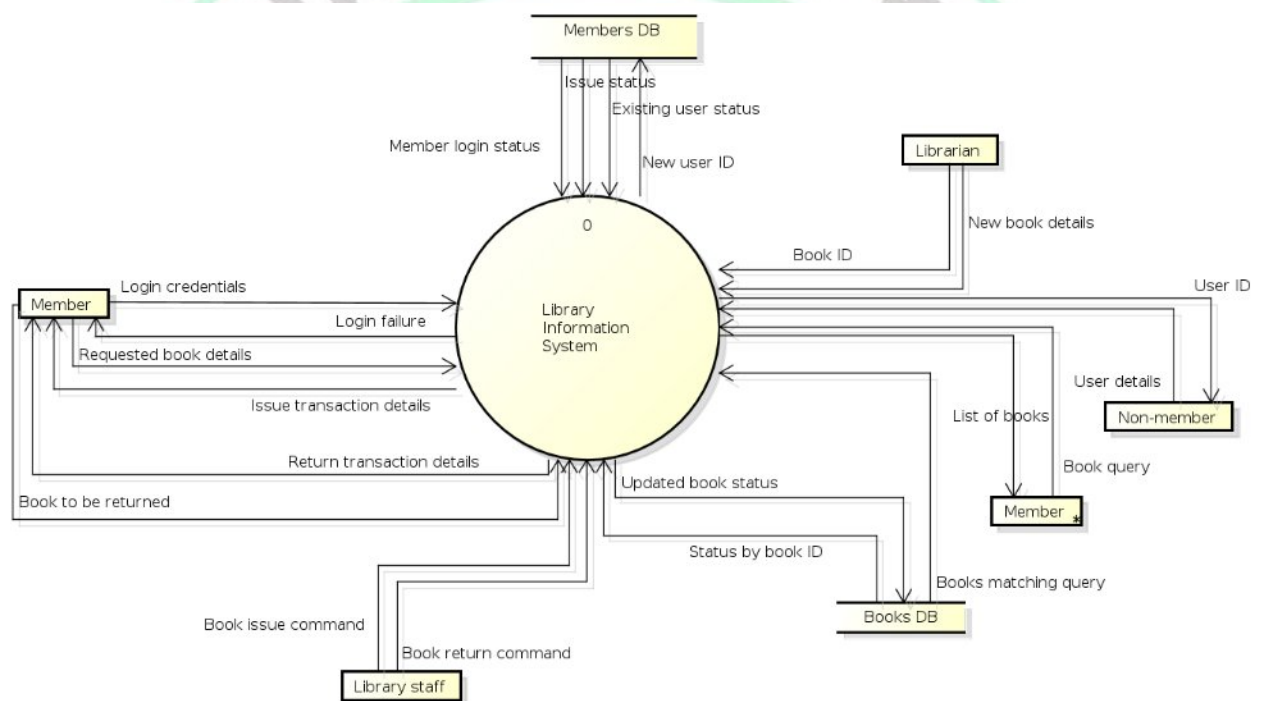 Members DB
Issue status
Existing user status
Member login status
New user ID
Librarian
0
New book details
Book ID
User ID
Login credentials
Member
Library
Information
System
Login failure
Requested book details
User details
Issue transaction details
List of books
Non-member
Return transaction details
Book query
Updated book status
Book to be returned
Member
*
Status by book ID
Books matching query
Books DB
Book issue command
Book return command
Library staff